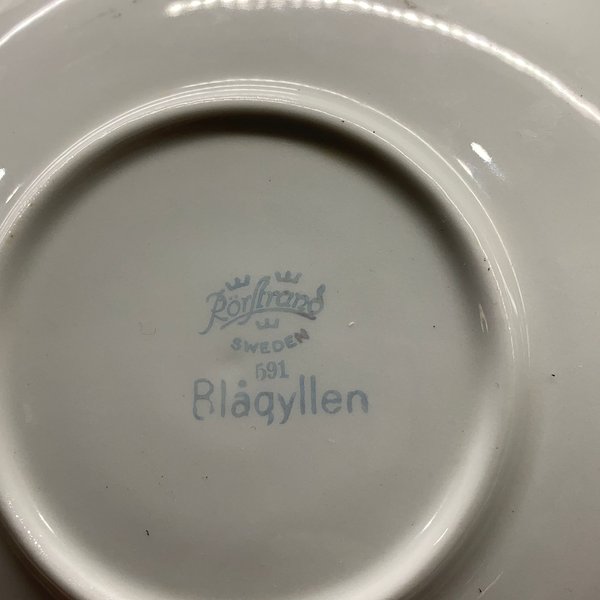 Rörstrand
SWEDEN
591
Blågyllen